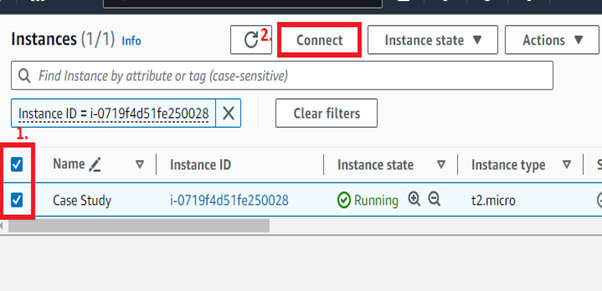 Instances (1/1) Info 2. Connect Instance state Actions
Find Instance by attribute or tag (case-sensitive)
Instance ID = i-0719f4d51fe250028 Clear filters
1.
Name Instance ID Instance state Instance type S
Case Study i-0719f4d51fe250028 Running t2.micro